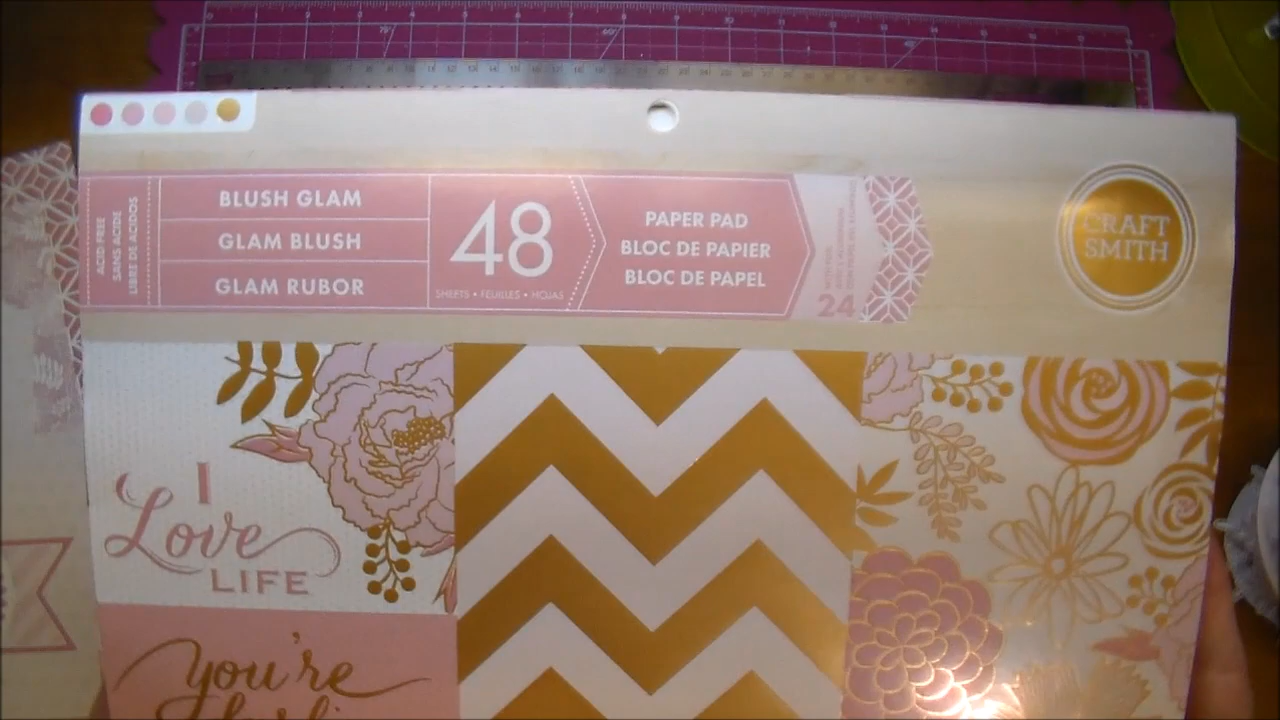 ACID FREE
SANS ACIDE
LIBRE DE ACIDOS
BLUSH GLAM
GLAM BLUSH
GLAM RUBOR
48
SHEETS • FEUILLES • HOJAS
PAPER PAD
BLOC DE PAPIER
BLOC DE PAPEL
24
CRAFT
SMITH
I
Love
LIFE
You're